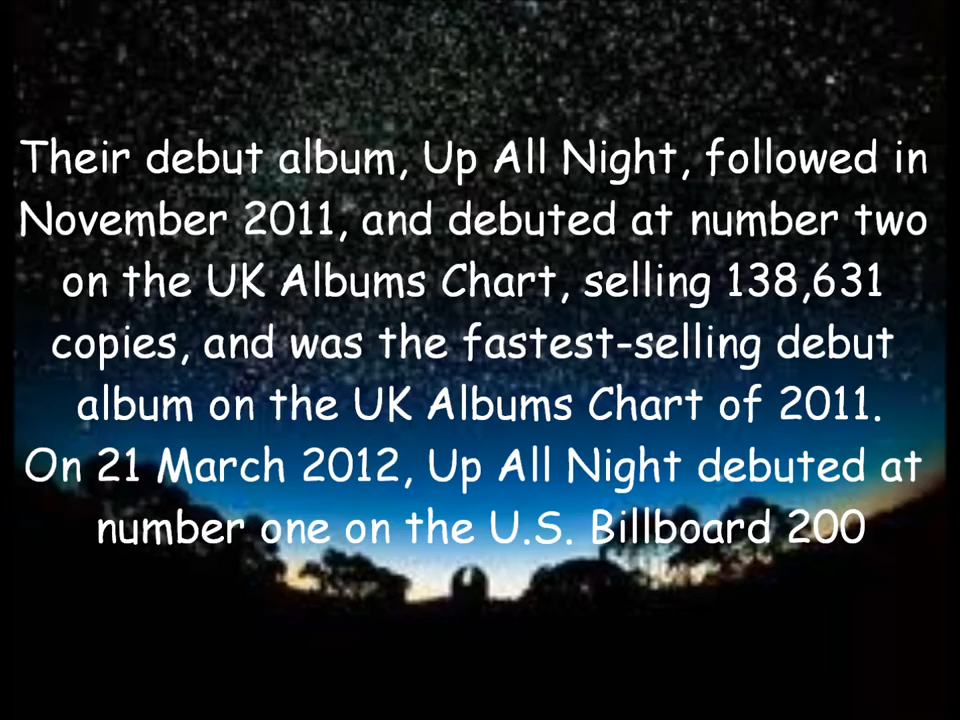 Their debut album, Up All Night, followed in
November 2011, and debuted at number two
on the UK Albums Chart, selling 138,631
copies, and was the fastest-selling debut
album on the UK Albums Chart of 2011.
On 21 March 2012, Up All Night debuted at
number one on the U.S. Billboard 200